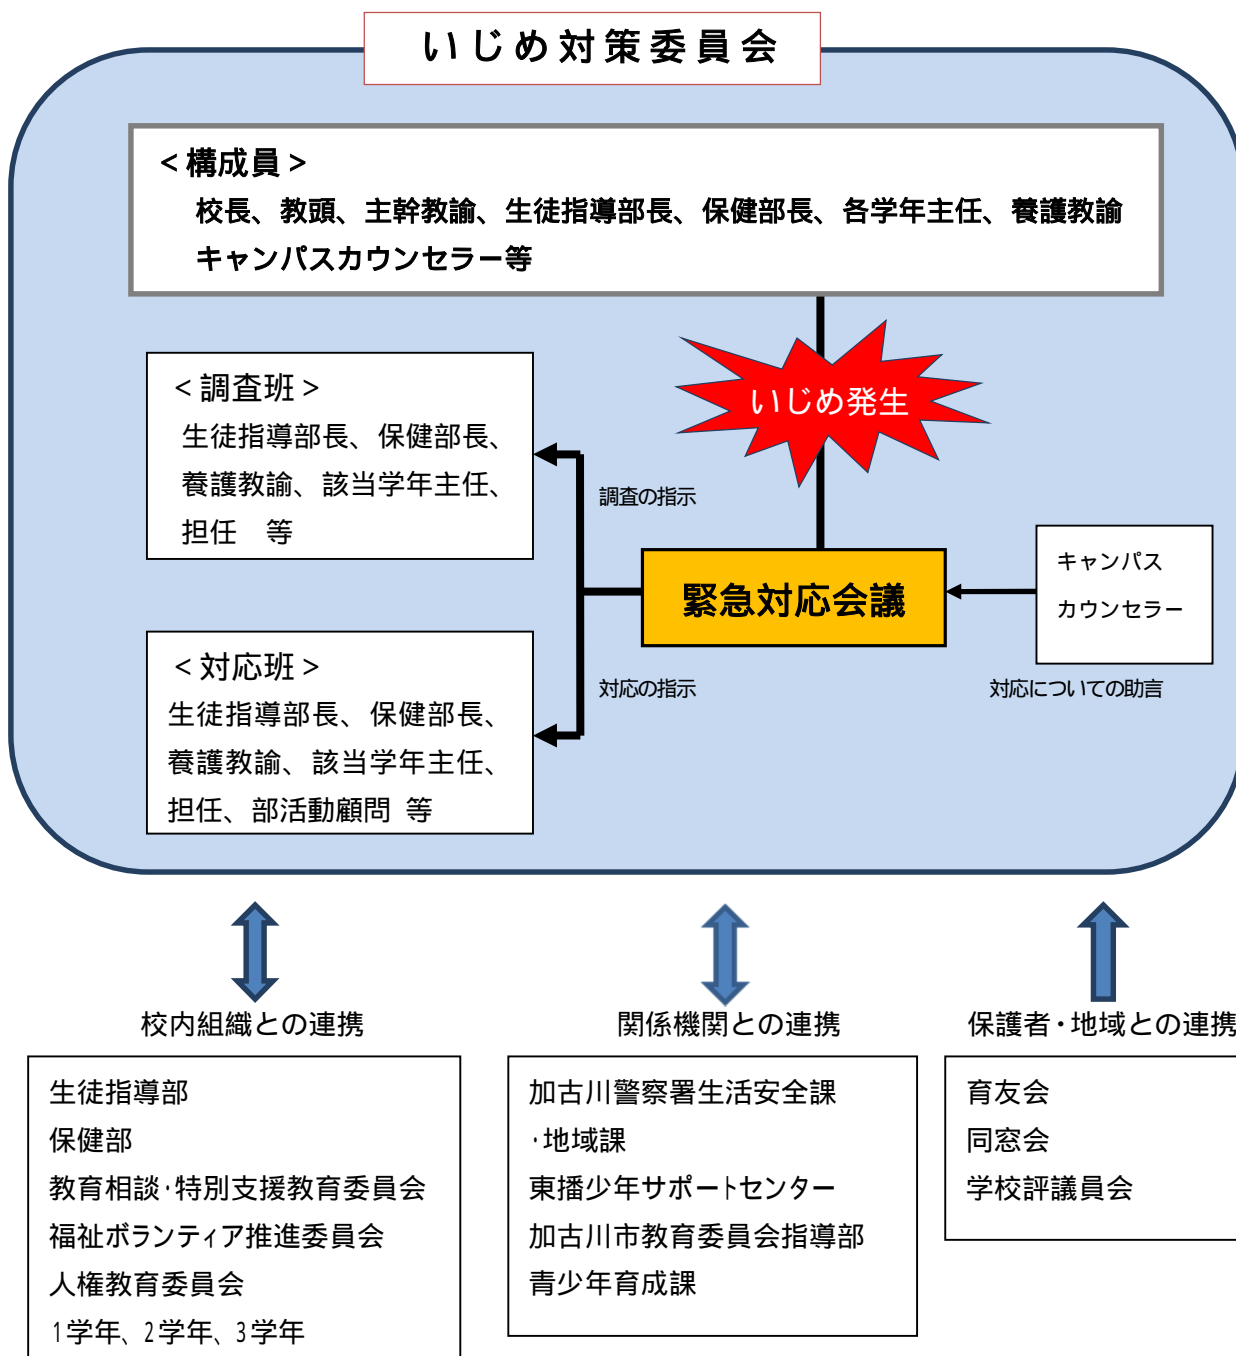 いじめ対策委員会
＜構成員＞
校長、教頭、主幹教諭、生徒指導部長、保健部長、各学年主任、養護教諭
キャンパスカウンセラー等
いじめ発生
＜調査班＞
生徒指導部長、保健部長、
養護教諭、該当学年主任、
担任　等
調査の指示
緊急対応会議
キャンパス
カウンセラー
対応についての助言
対応の指示
＜対応班＞
生徒指導部長、保健部長、
養護教諭、該当学年主任、
担任、部活動顧問 等
校内組織との連携
生徒指導部
保健部
教育相談・特別支援教育委員会
福祉ボランティア推進委員会
人権教育委員会
1学年、2学年、3学年
関係機関との連携
加古川警察署生活安全課
・地域課
東播少年サポートセンター
加古川市教育委員会指導部
青少年育成課
保護者・地域との連携
育友会
同窓会
学校評議員会